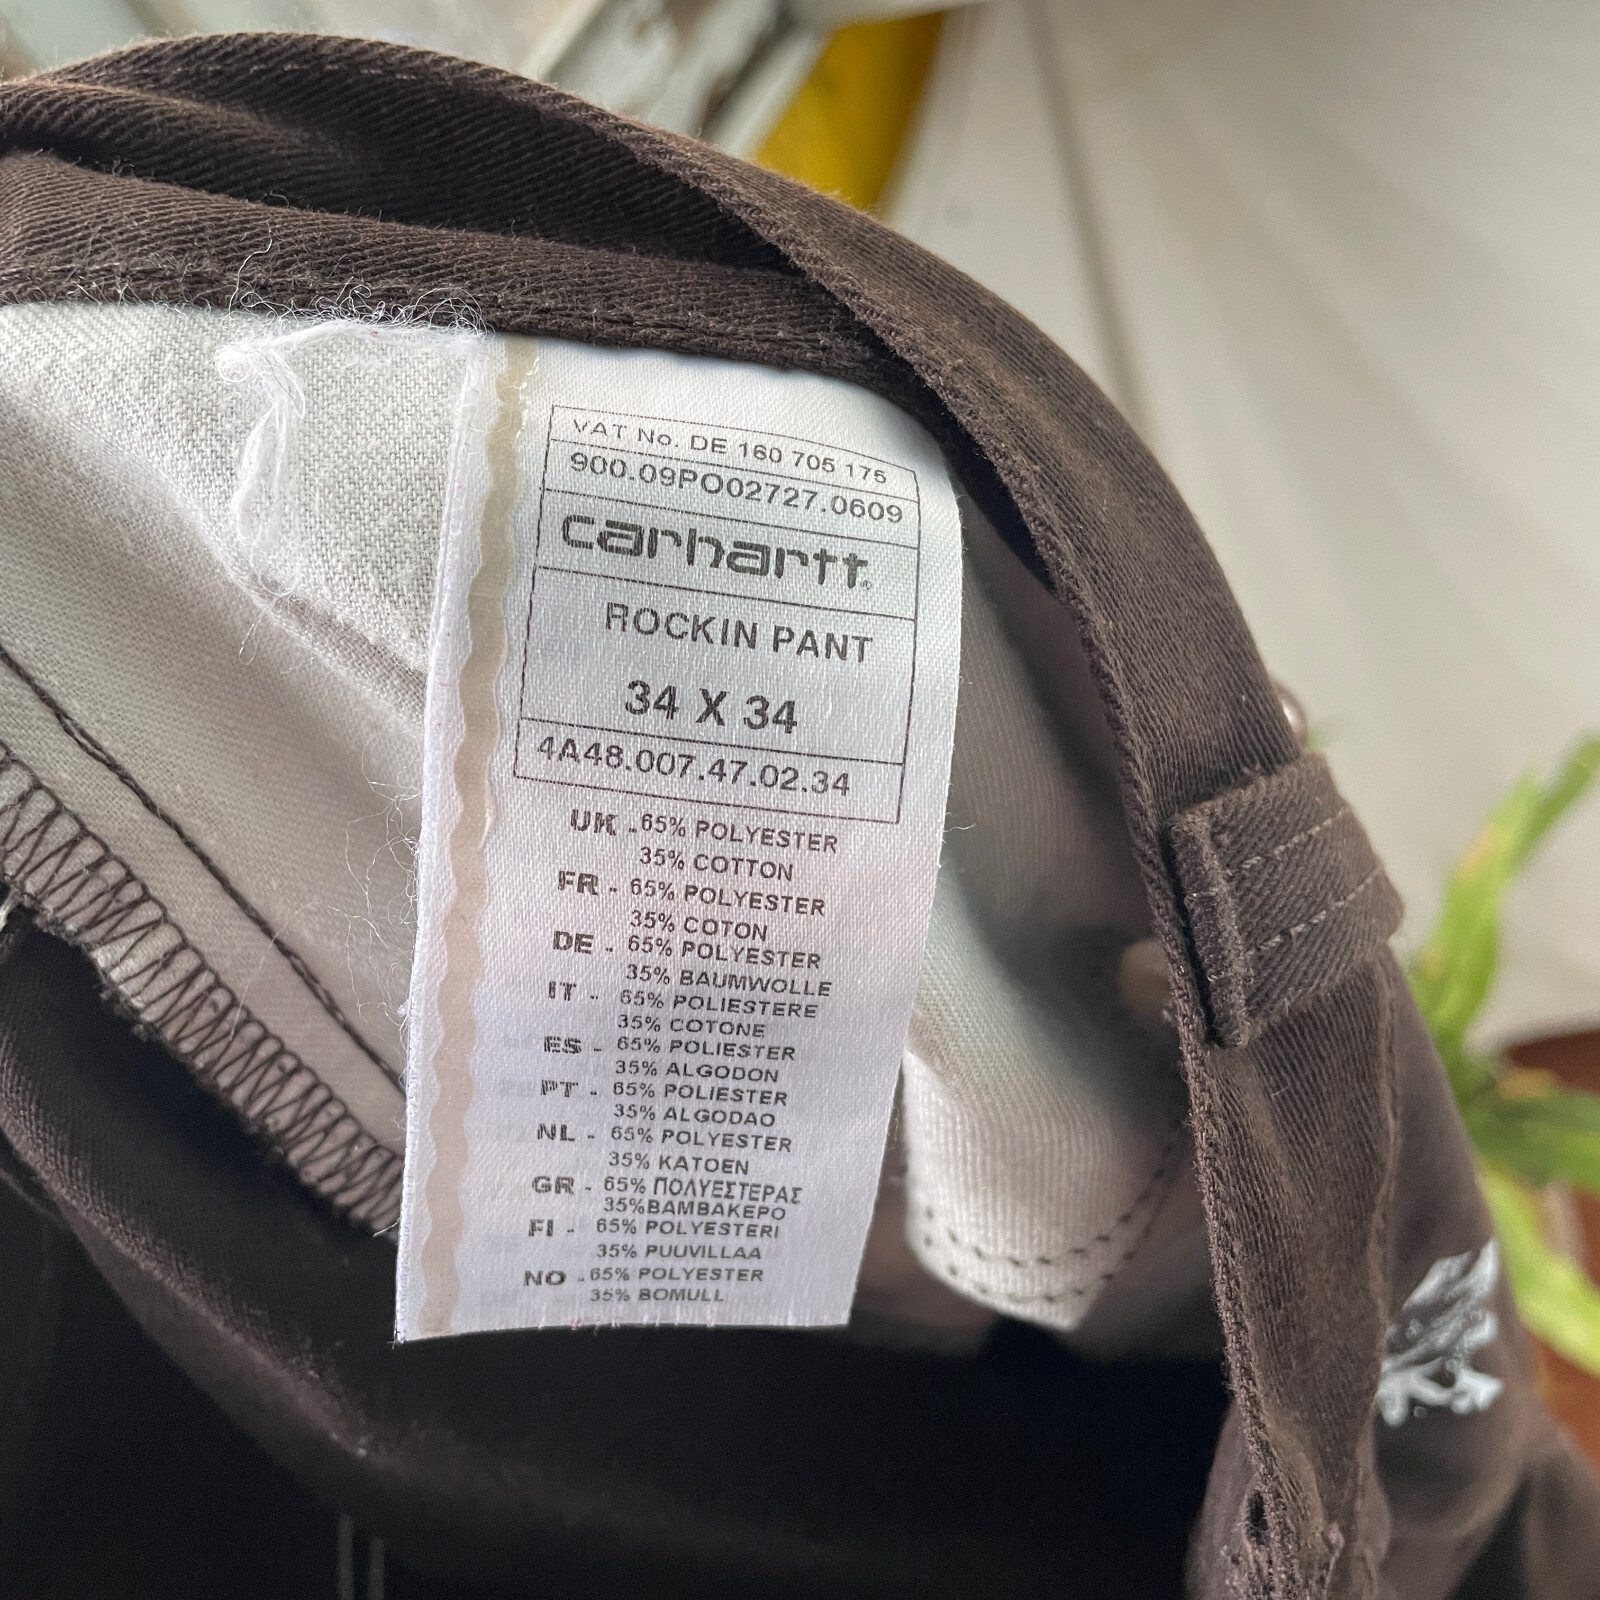 VAT No. DE 160 705 175
900.09PO02727.0609
carhartt®
ROCKIN PANT
34 X 34
4A48.007.47.02.34
UK - 65% POLYESTER
35% COTTON
FR - 65% POLYESTER
35% COTON
DE - 65% POLYESTER
35% BAUMWOLLE
IT - 65% POLIESTERE
35% COTONE
ES - 65% POLIESTER
35% ALGODON
PT - 65% POLIESTER
35% ALGODAO
NL - 65% POLYESTER
35% KATOEN
GR - 65% ΠΟΛΥΕΣΤΕΡΑΣ
35%ΒΑΜΒΑΚΕΡΟ
FI - 65% POLYESTERI
35% PUUVILLAA
NO - 65% POLYESTER
35% BOMULL